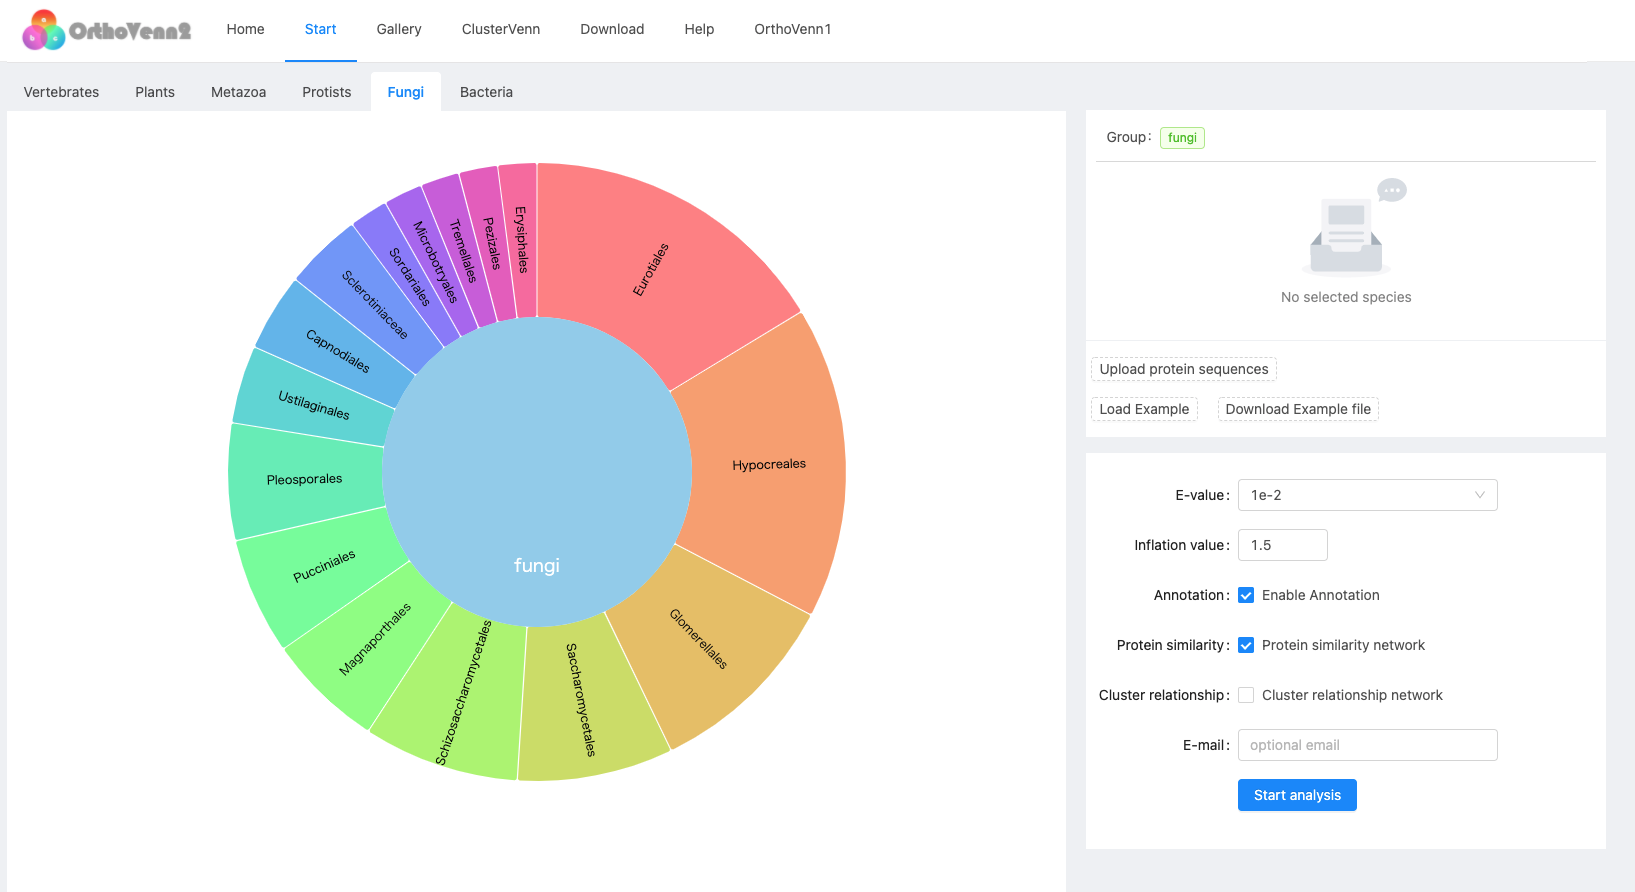 OrthoVenn2 Home Start Gallery ClusterVenn Download Help OrthoVenn1
Vertebrates Plants Metazoa Protists Fungi Bacteria
Eurotiales
Hypocreales
Glomerellales
Saccharomycetales
Schizosaccharomycetales
Magnaporthales
Pucciniales
Pleosporales
Ustilaginales
Capnodiales
Sclerotiniaceae
Sordariales
Microbotryales
Tremellales
Pezizales
Erysiphales
fungi
Group: fungi
No selected species
Upload protein sequences
Load Example Download Example file
E-value: 1e-2
Inflation value: 1.5
Annotation: Enable Annotation
Protein similarity: Protein similarity network
Cluster relationship: Cluster relationship network
E-mail: optional email
Start analysis